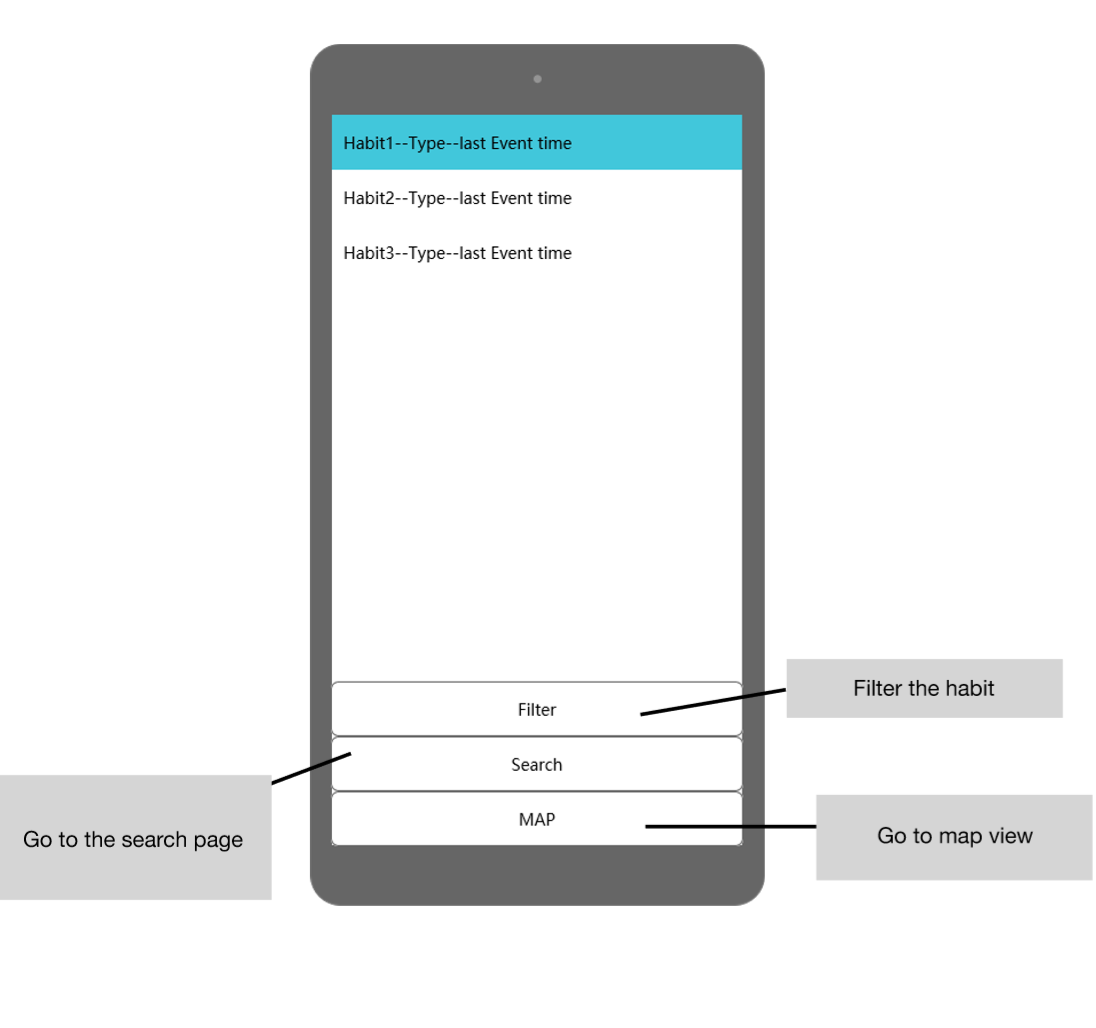 Habit1--Type--last Event time
Habit2--Type--last Event time
Habit3--Type--last Event time
Filter the habit
Filter
Search
Go to the search page
MAP
Go to map view